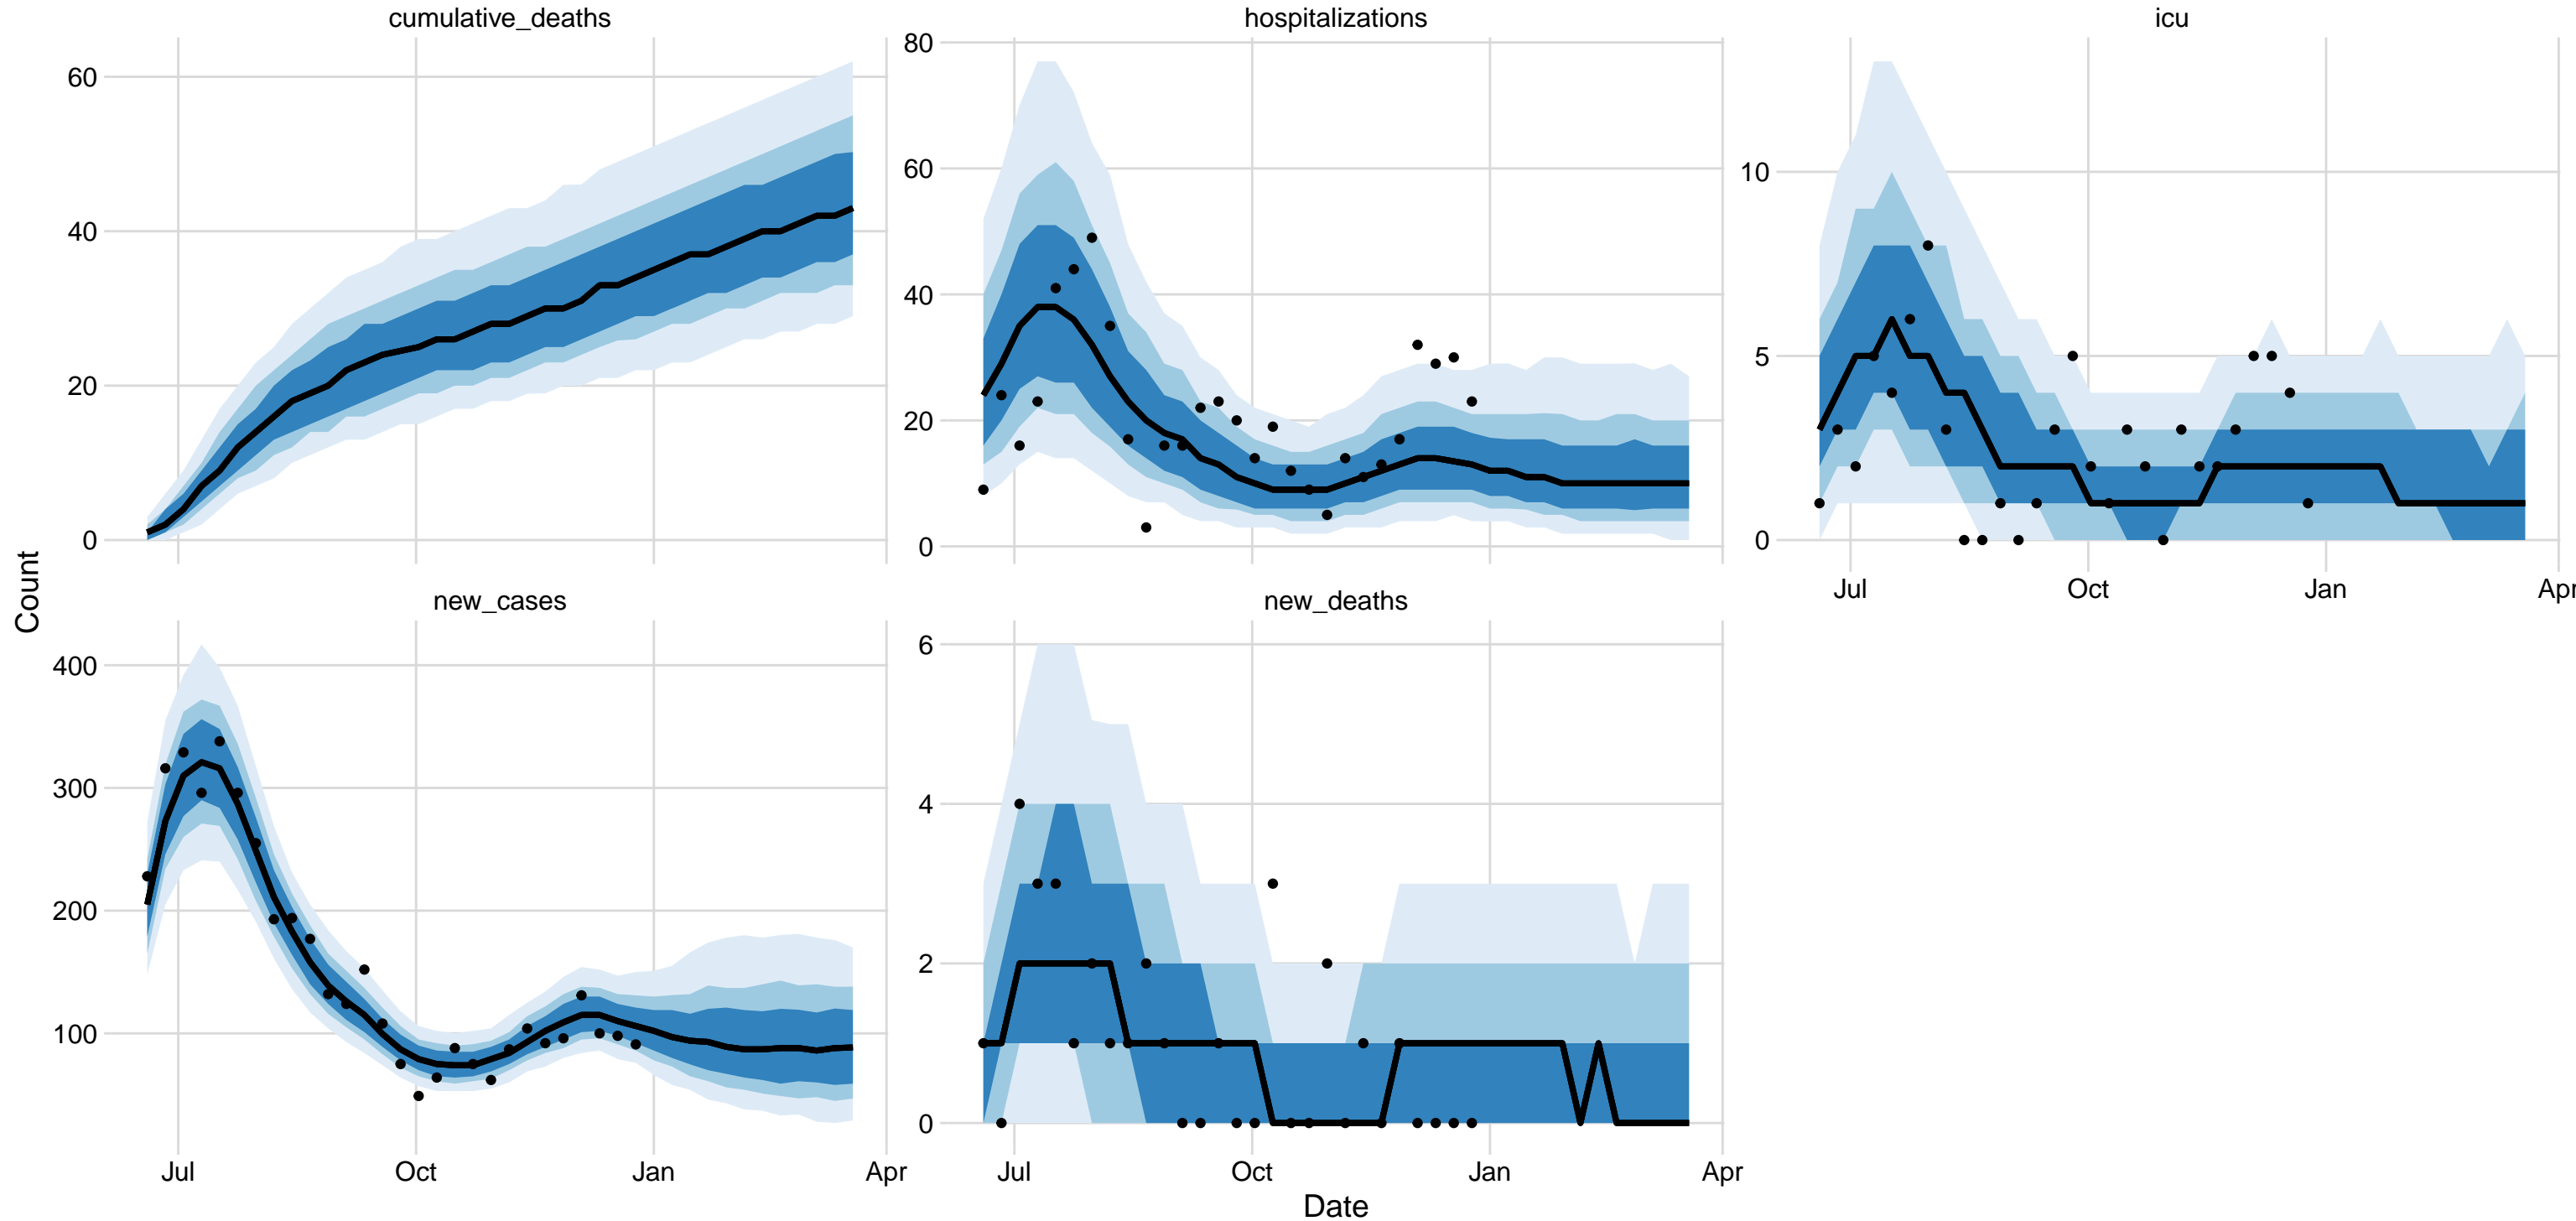 cumulative_deaths
hospitalizations
icu
60
40
20
0
80
60
40
20
0
10
5
0
Jul
Oct
Jan
Apr
Count
new_cases
new_deaths
400
300
200
100
6
4
2
0
Jul
Oct
Jan
Apr
Jul
Oct
Jan
Apr
Date